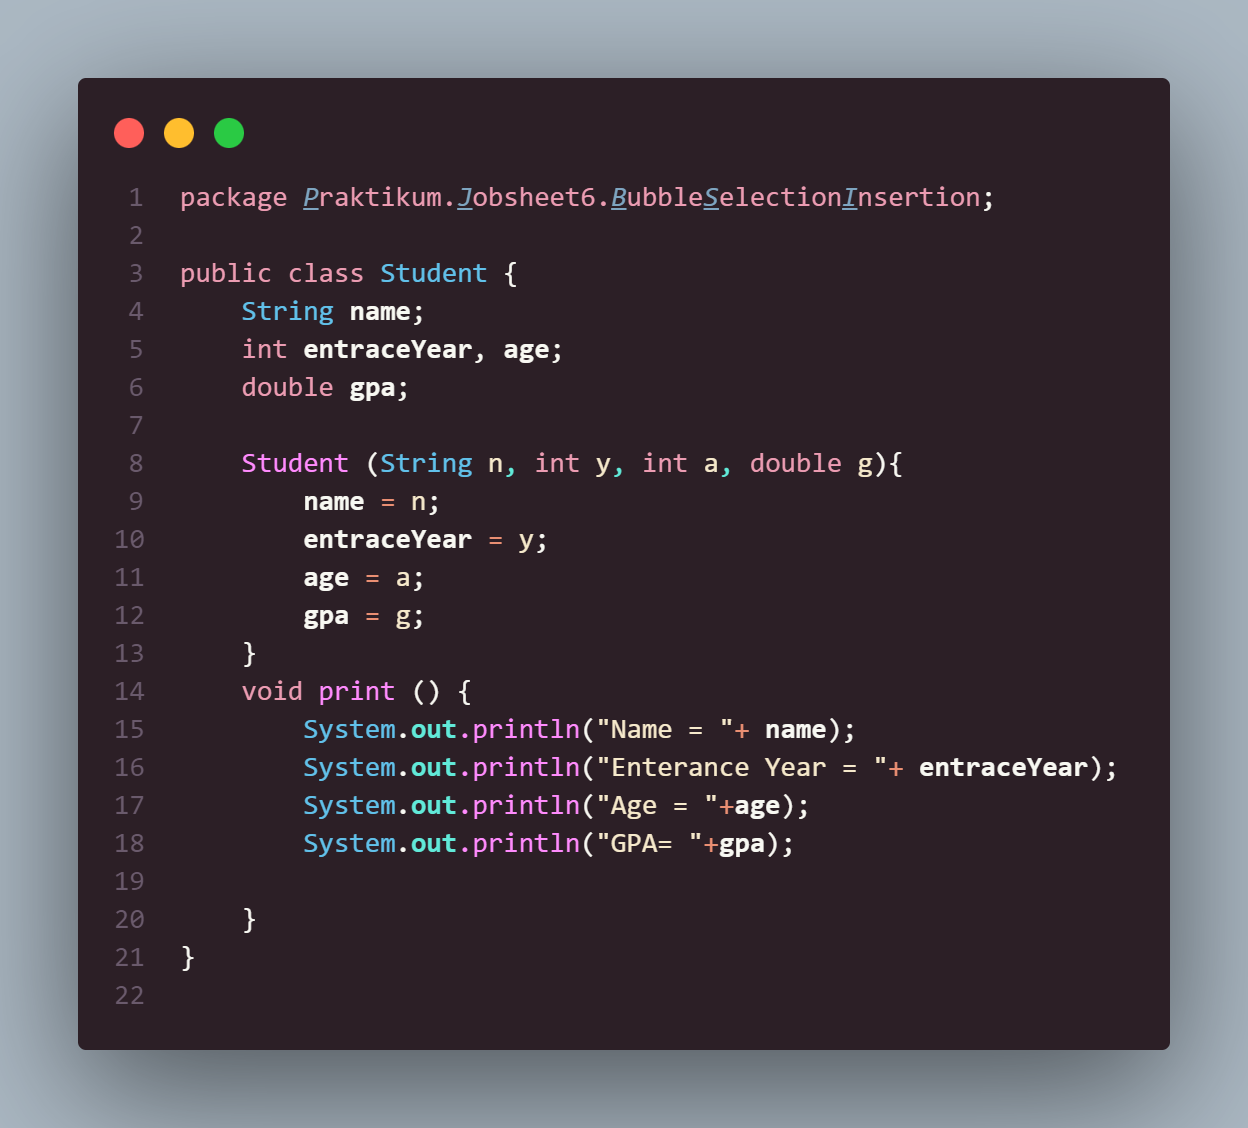 1 package Praktikum.Jobsheet6.BubbleSelectionInsertion;
2
3 public class Student {
4     String name;
5     int entraceYear, age;
6     double gpa;
7
8     Student (String n, int y, int a, double g){
9         name = n;
10         entraceYear = y;
11         age = a;
12         gpa = g;
13     }
14     void print () {
15         System.out.println("Name = "+ name);
16         System.out.println("Enterance Year = "+ entraceYear);
17         System.out.println("Age = "+age);
18         System.out.println("GPA= "+gpa);
19
20     }
21 }
22